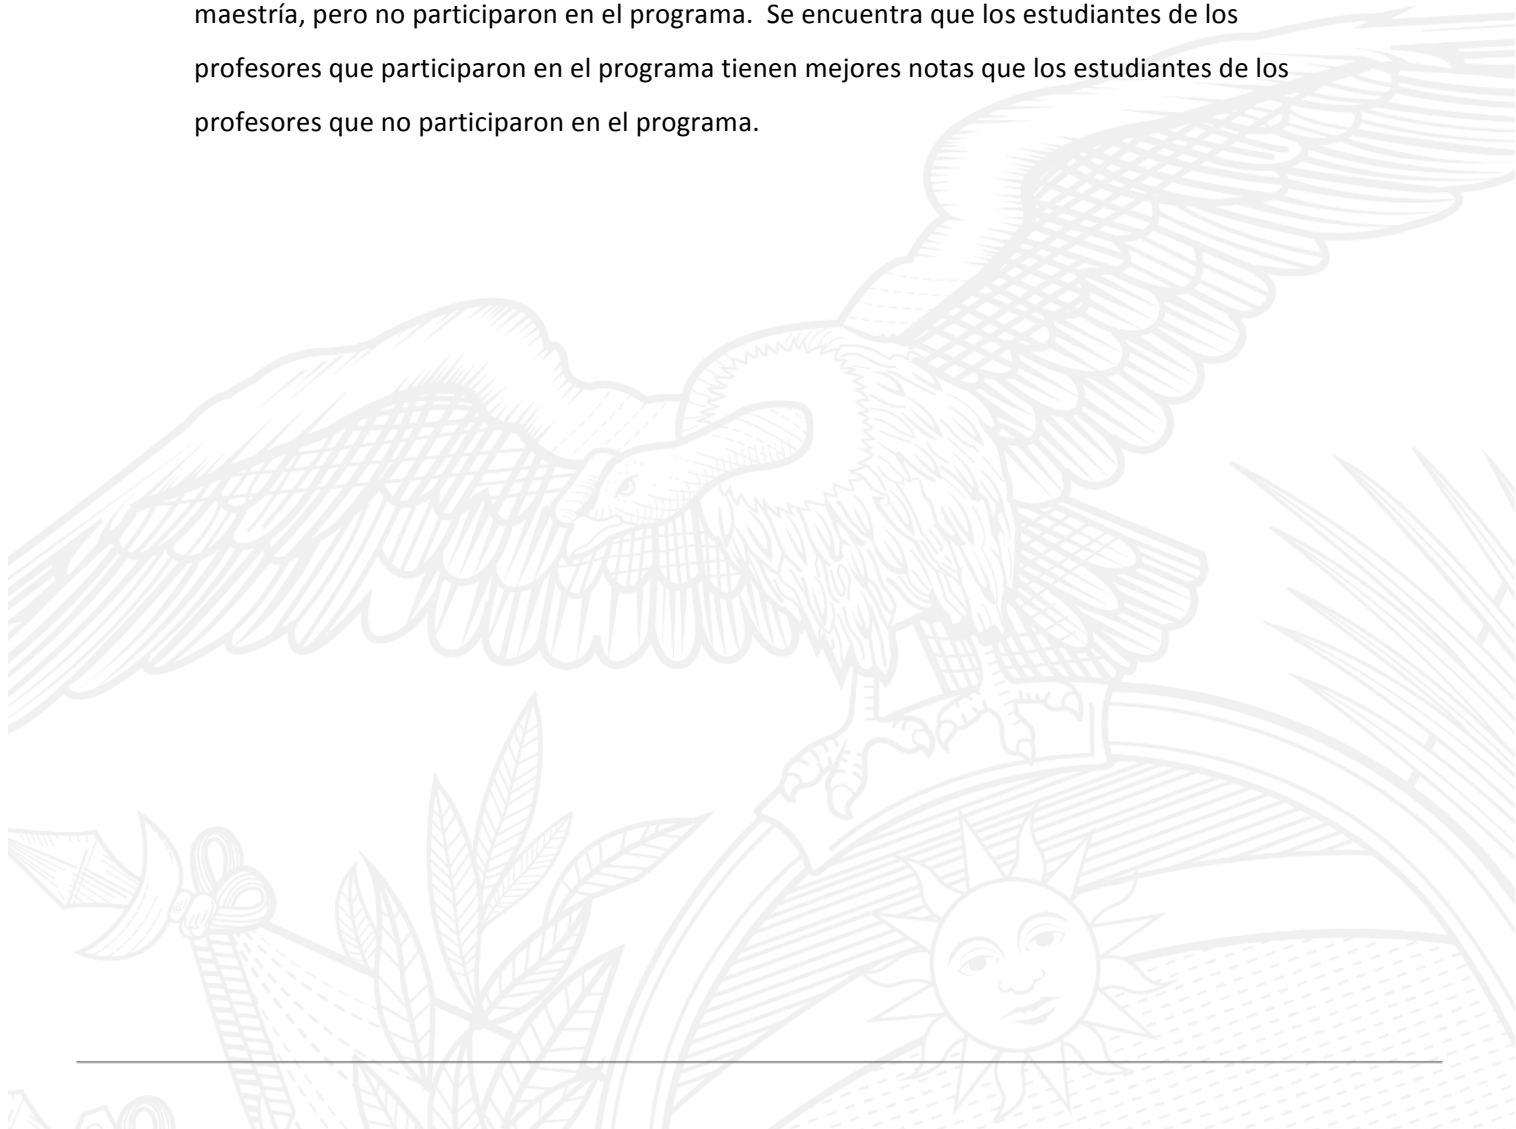 maestría, pero no participaron en el programa.  Se encuentra que los estudiantes de los
profesores que participaron en el programa tienen mejores notas que los estudiantes de los
profesores que no participaron en el programa.